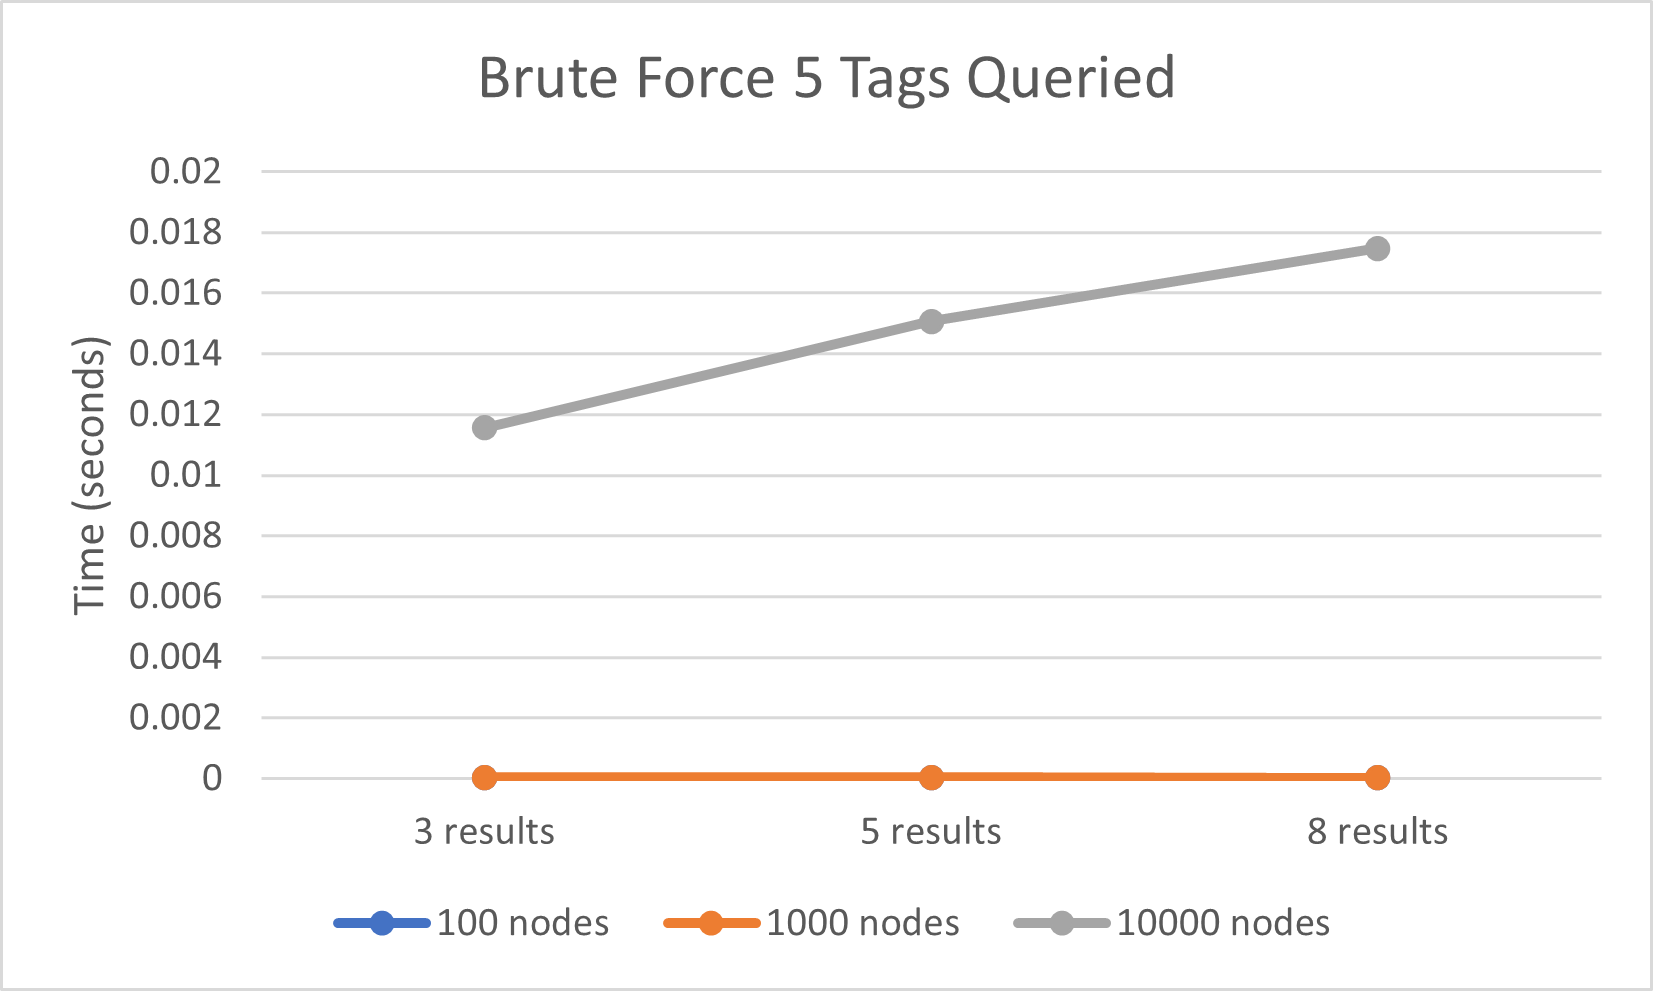 Brute Force 5 Tags Queried
Time (seconds)
0.02
0.018
0.016
0.014
0.012
0.01
0.008
0.006
0.004
0.002
0
3 results 5 results 8 results
100 nodes 1000 nodes 10000 nodes